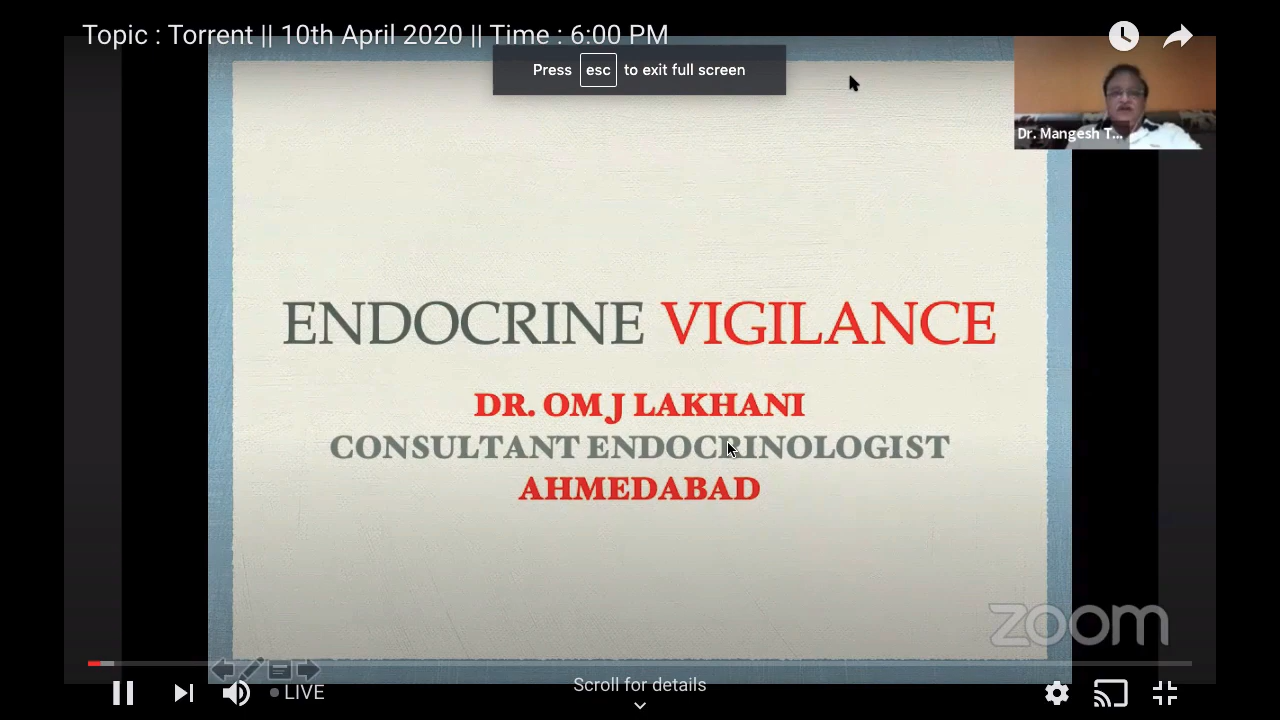 Topic : Torrent || 10th April 2020 || Time : 6:00 PM
Press esc to exit full screen
Dr. Mangesh T...
ENDOCRINE VIGILANCE
DR. OM J LAKHANI
CONSULTANT ENDOCRINOLOGIST
AHMEDABAD
zoom
LIVE
Scroll for details